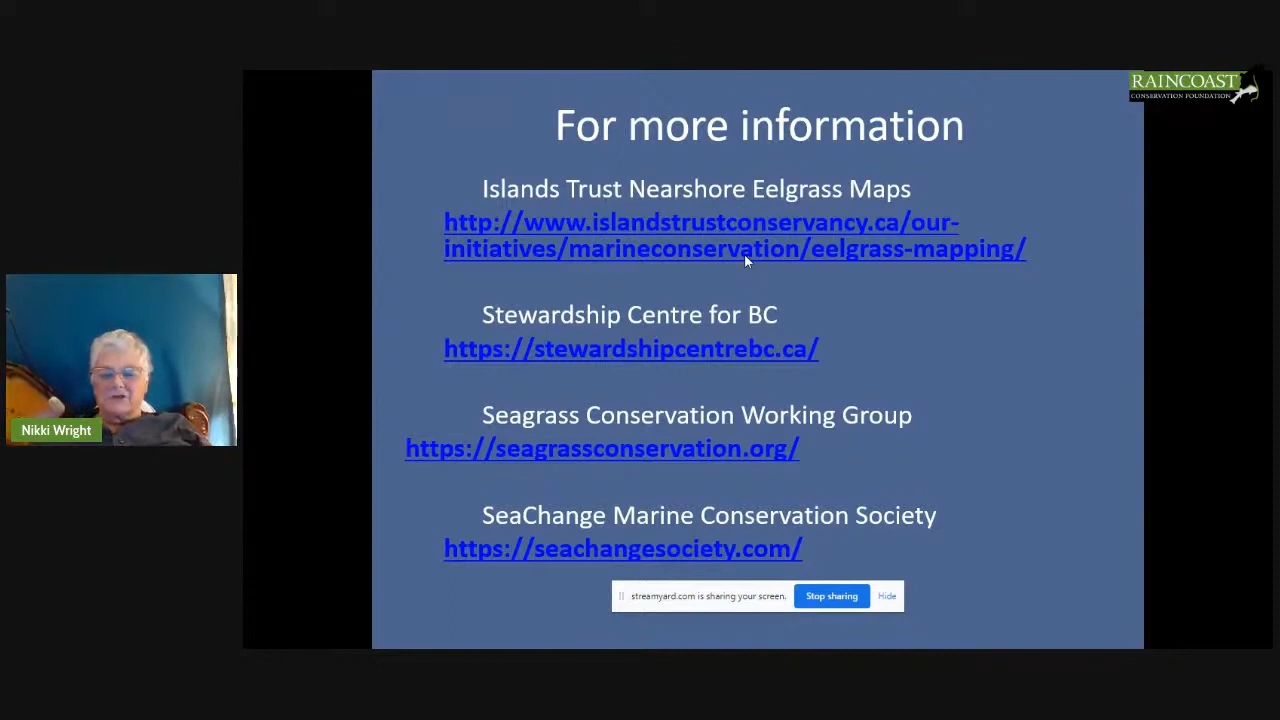 RAINCOAST
CONSERVATION FOUNDATION
For more information
Islands Trust Nearshore Eelgrass Maps
http://www.islandstrustconservancy.ca/our-
initiatives/marineconservation/eelgrass-mapping/
Stewardship Centre for BC
https://stewardshipcentrebc.ca/
Nikki Wright
Seagrass Conservation Working Group
https://seagrassconservation.org/
SeaChange Marine Conservation Society
https://seachangesociety.com/
streamyard.com is sharing your screen. Stop sharing Hide